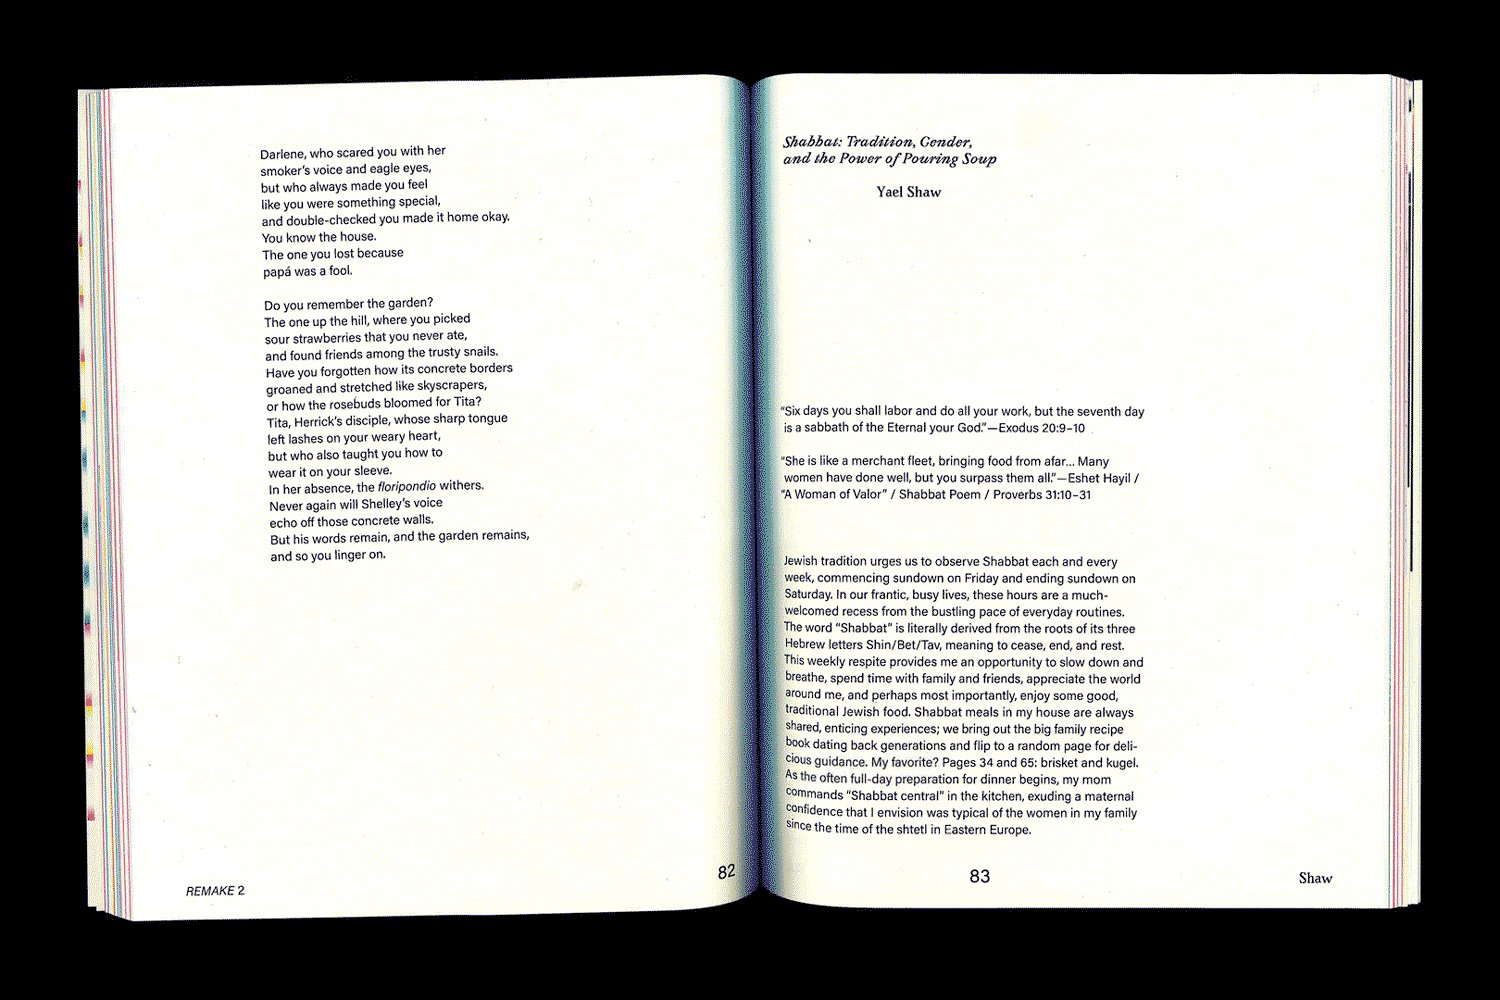 Darlene, who scared you with her
smoker's voice and eagle eyes,
but who always made you feel
like you were something special,
and double-checked you made it home okay.
You know the house.
The one you lost because
papá was a fool.
Do you remember the garden?
The one up the hill, where you picked
sour strawberries that you never ate,
and found friends among the trusty snails.
Have you forgotten how its concrete borders
groaned and stretched like skyscrapers,
or how the rosebuds bloomed for Tita?
Tita, Herrick's disciple, whose sharp tongue
left lashes on your weary heart,
but who also taught you how to
wear it on your sleeve.
In her absence, the floripondio withers.
Never again will Shelley's voice
echo off those concrete walls.
But his words remain, and the garden remains,
and so you linger on.
REMAKE 2
82
Shabbat: Tradition, Gender,
and the Power of Pouring Soup
Yael Shaw
“Six days you shall labor and do all your work, but the seventh day
is a sabbath of the Eternal your God.”—Exodus 20:9–10
“She is like a merchant fleet, bringing food from afar... Many
women have done well, but you surpass them all.”—Eshet Hayil /
“A Woman of Valor” / Shabbat Poem / Proverbs 31:10–31
Jewish tradition urges us to observe Shabbat each and every
week, commencing sundown on Friday and ending sundown on
Saturday. In our frantic, busy lives, these hours are a much-
welcomed recess from the bustling pace of everyday routines.
The word “Shabbat” is literally derived from the roots of its three
Hebrew letters Shin/Bet/Tav, meaning to cease, end, and rest.
This weekly respite provides me an opportunity to slow down and
breathe, spend time with family and friends, appreciate the world
around me, and perhaps most importantly, enjoy some good,
traditional Jewish food. Shabbat meals in my house are always
shared, enticing experiences; we bring out the big family recipe
book dating back generations and flip to a random page for deli-
cious guidance. My favorite? Pages 34 and 65: brisket and kugel.
As the often full-day preparation for dinner begins, my mom
commands “Shabbat central” in the kitchen, exuding a maternal
confidence that I envision was typical of the women in my family
since the time of the shtetl in Eastern Europe.
83
Shaw